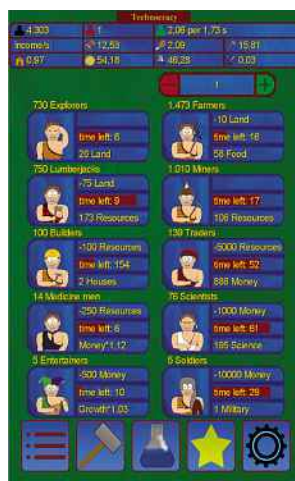 Technocracy
4.303 1 2,06 per 1,73 s
Income/s 12,53 2.09 15,81
0,97 54,16 46,28 0,03
1
730 Explorers
time left: 6
29 Land
1.473 Farmers
-10 Land
time left: 16
58 Food
750 Lumberjacks
-75 Land
time left: 9
173 Resources
1.010 Miners
time left: 17
106 Resources
100 Builders
-100 Resources
time left: 154
2 Houses
139 Traders
-5000 Resources
time left: 52
888 Money
14 Medicine men
-250 Resources
time left: 6
Money*1.12
76 Scientists
-1000 Money
time left: 61
185 Science
5 Entertainers
-500 Money
time left: 10
Growth*1,03
5 Soldiers
-10000 Money
time left: 29
1 Military